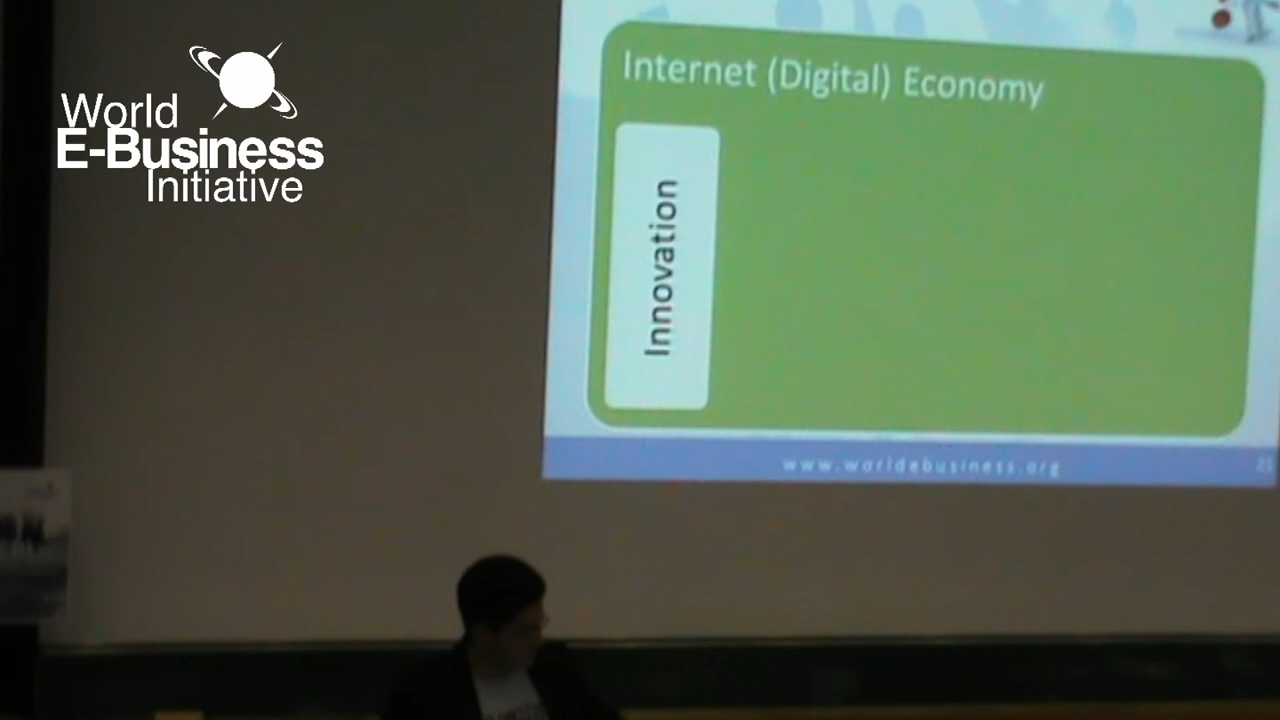 World
E-Business
Initiative
Internet (Digital) Economy
Innovation
www.worldebusiness.org